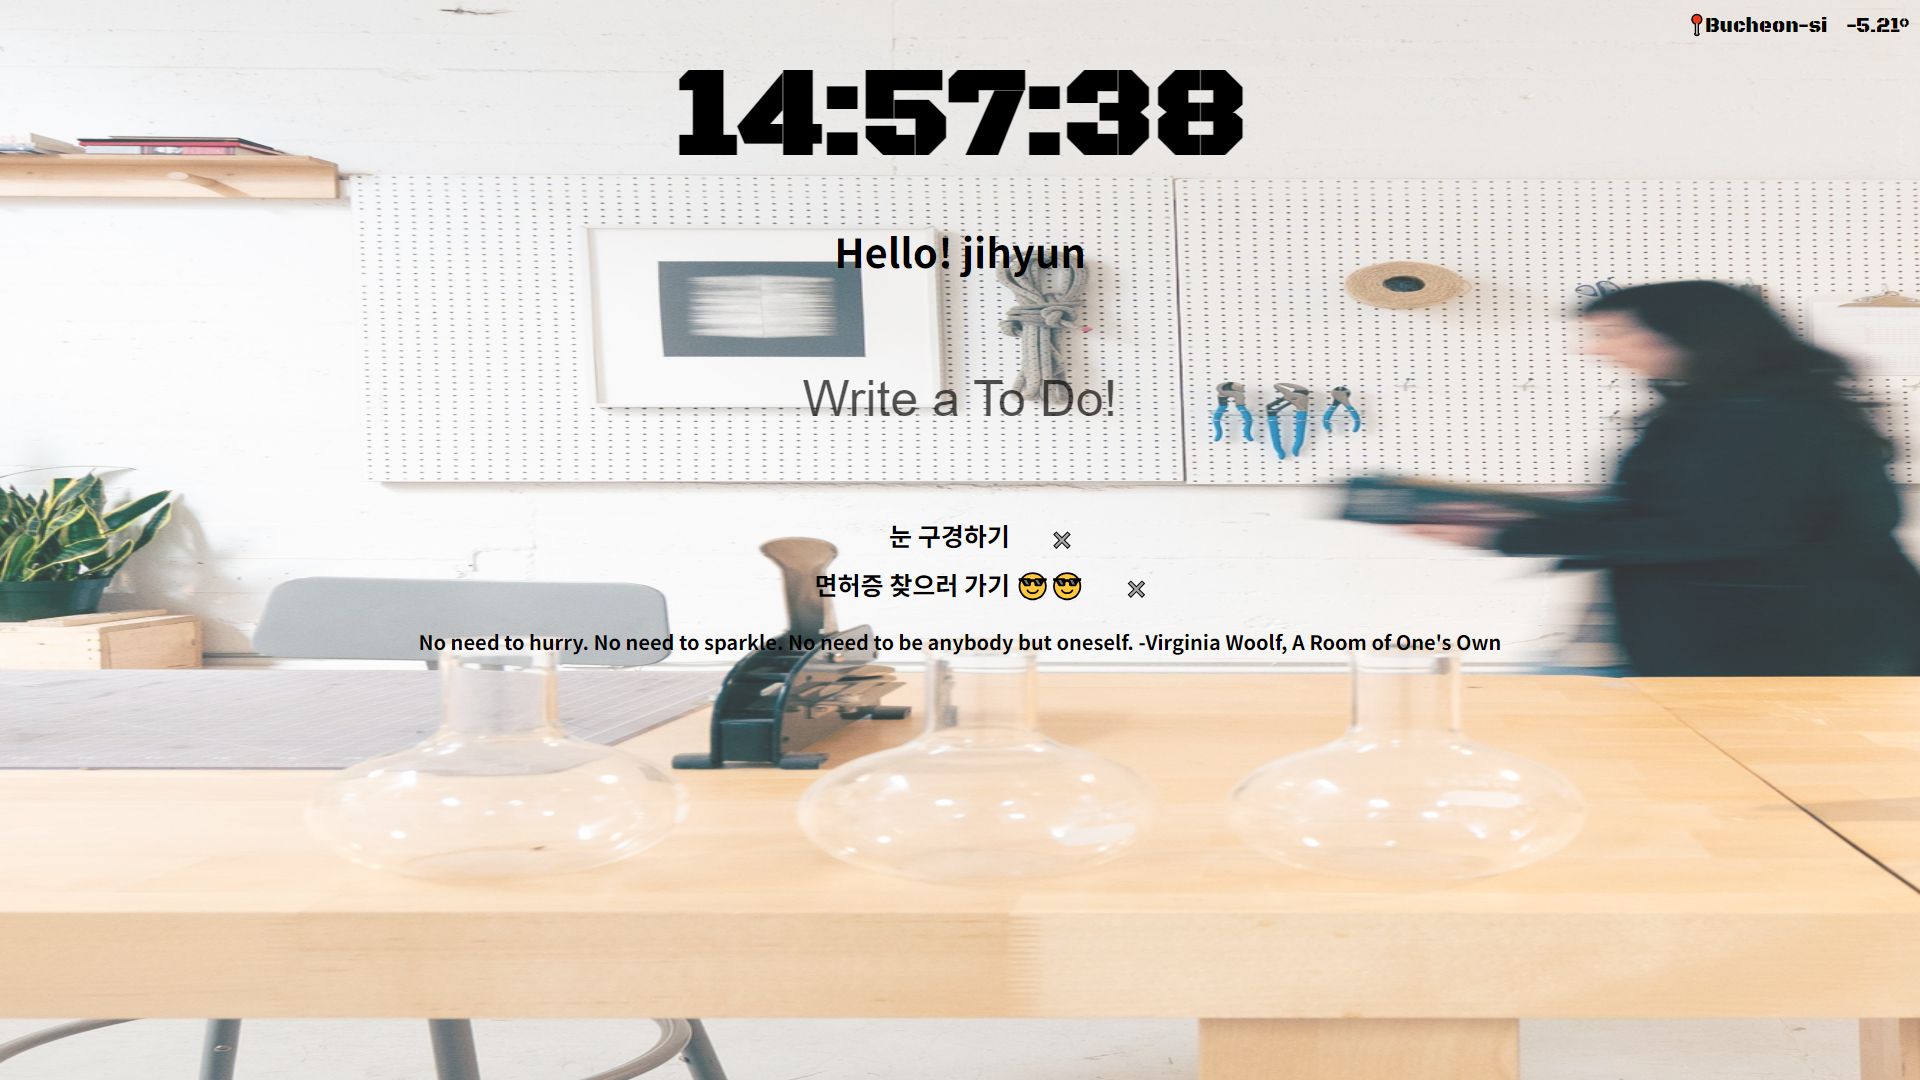 📍Bucheon-si -5.21º
14:57:38
Hello! jihyun
Write a To Do!
눈 구경하기 ✖
면허증 찾으러 가기 😎😎 ✖
No need to hurry. No need to sparkle. No need to be anybody but oneself. -Virginia Woolf, A Room of One's Own